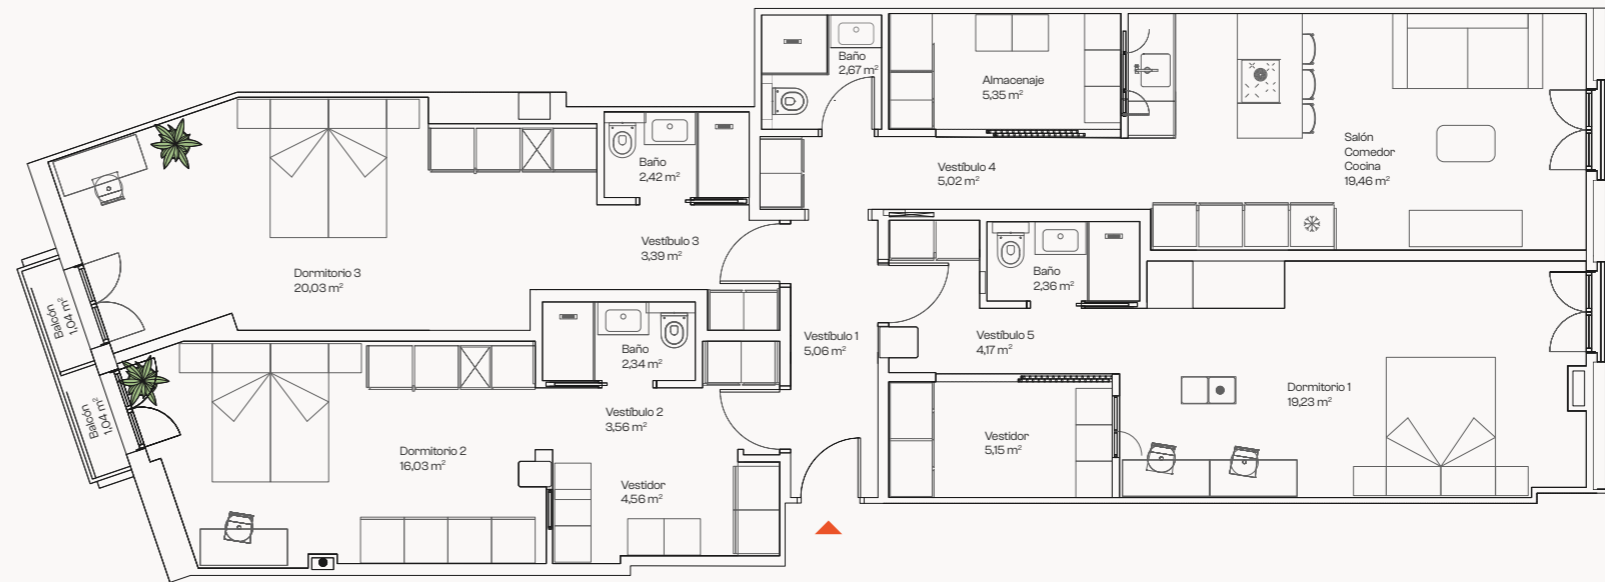 Baño
2,67 m²
Almacenaje
5,35 m²
Salón
Comedor
Cocina
19,46 m²
Baño
2,42 m²
Vestíbulo 4
5,02 m²
Vestíbulo 3
3,39 m²
Dormitorio 3
20,03 m²
Baño
2,36 m²
Balcón
1,04 m²
Baño
2,34 m²
Vestíbulo 1
5,06 m²
Vestíbulo 5
4,17 m²
Balcón
1,04 m²
Vestíbulo 2
3,56 m²
Dormitorio 1
19,23 m²
Dormitorio 2
16,03 m²
Vestidor
5,15 m²
Vestidor
4,56 m²